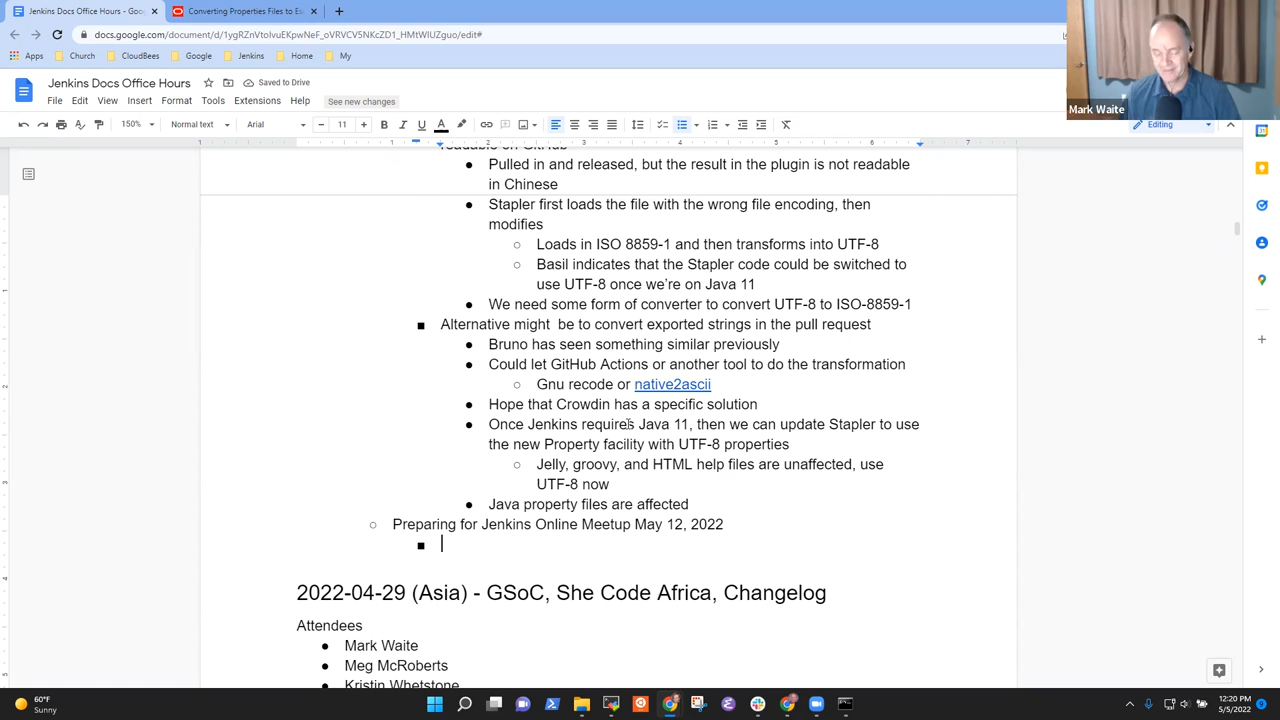 Jenkins Docs Office Hours - Goo
Converting Properties Files to Es
docs.google.com/document/d/1ygRZnVtoIvuEKpwNeF_oVRVCV5NKcZD1_HMtWIUZguo/edit#
Apps
Church
CloudBees
Google
Jenkins
Home
My
Mark Waite
Jenkins Docs Office Hours
Saved to Drive
File Edit View Insert Format Tools Extensions Help
See new changes
150%
Normal text
Arial
11
Editing
readable on GitHub
Pulled in and released, but the result in the plugin is not readable
in Chinese
Stapler first loads the file with the wrong file encoding, then
modifies
Loads in ISO 8859-1 and then transforms into UTF-8
Basil indicates that the Stapler code could be switched to
use UTF-8 once we're on Java 11
We need some form of converter to convert UTF-8 to ISO-8859-1
Alternative might be to convert exported strings in the pull request
Bruno has seen something similar previously
Could let GitHub Actions or another tool to do the transformation
Gnu recode or native2ascii
Hope that Crowdin has a specific solution
Once Jenkins requires Java 11, then we can update Stapler to use
the new Property facility with UTF-8 properties
Jelly, groovy, and HTML help files are unaffected, use
UTF-8 now
Java property files are affected
Preparing for Jenkins Online Meetup May 12, 2022
2022-04-29 (Asia) - GSoC, She Code Africa, Changelog
Attendees
Mark Waite
Meg McRoberts
Kristin Whetstone
60°F
Sunny
12:20 PM
5/5/2022